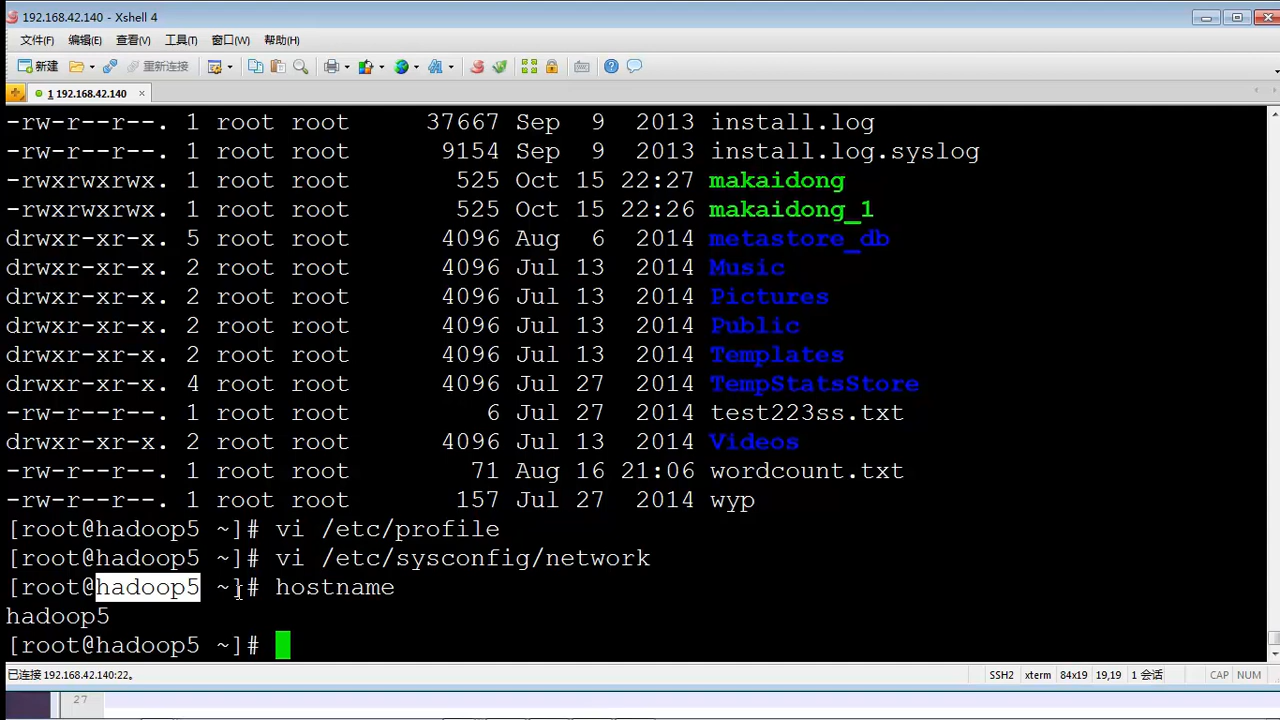 192.168.42.140 - Xshell 4
文件(F) 编辑(E) 查看(V) 工具(T) 窗口(W) 帮助(H)
新建 重新连接
1 192.168.42.140
-rw-r--r--. 1 root root 37667 Sep 9 2013 install.log
-rw-r--r--. 1 root root 9154 Sep 9 2013 install.log.syslog
-rwxrwxrwx. 1 root root 525 Oct 15 22:27 makaidong
-rwxrwxrwx. 1 root root 525 Oct 15 22:26 makaidong_1
drwxr-xr-x. 5 root root 4096 Aug 6 2014 metastore_db
drwxr-xr-x. 2 root root 4096 Jul 13 2014 Music
drwxr-xr-x. 2 root root 4096 Jul 13 2014 Pictures
drwxr-xr-x. 2 root root 4096 Jul 13 2014 Public
drwxr-xr-x. 2 root root 4096 Jul 13 2014 Templates
drwxr-xr-x. 4 root root 4096 Jul 27 2014 TempStatsStore
-rw-r--r--. 1 root root 6 Jul 27 2014 test223ss.txt
drwxr-xr-x. 2 root root 4096 Jul 13 2014 Videos
-rw-r--r--. 1 root root 71 Aug 16 21:06 wordcount.txt
-rw-r--r--. 1 root root 157 Jul 27 2014 wyp
[root@hadoop5 ~]# vi /etc/profile
[root@hadoop5 ~]# vi /etc/sysconfig/network
[root@hadoop5 ~]# hostname
hadoop5
[root@hadoop5 ~]#
已连接 192.168.42.140:22。 SSH2 xterm 84x19 19,19 1 会话 CAP NUM
27